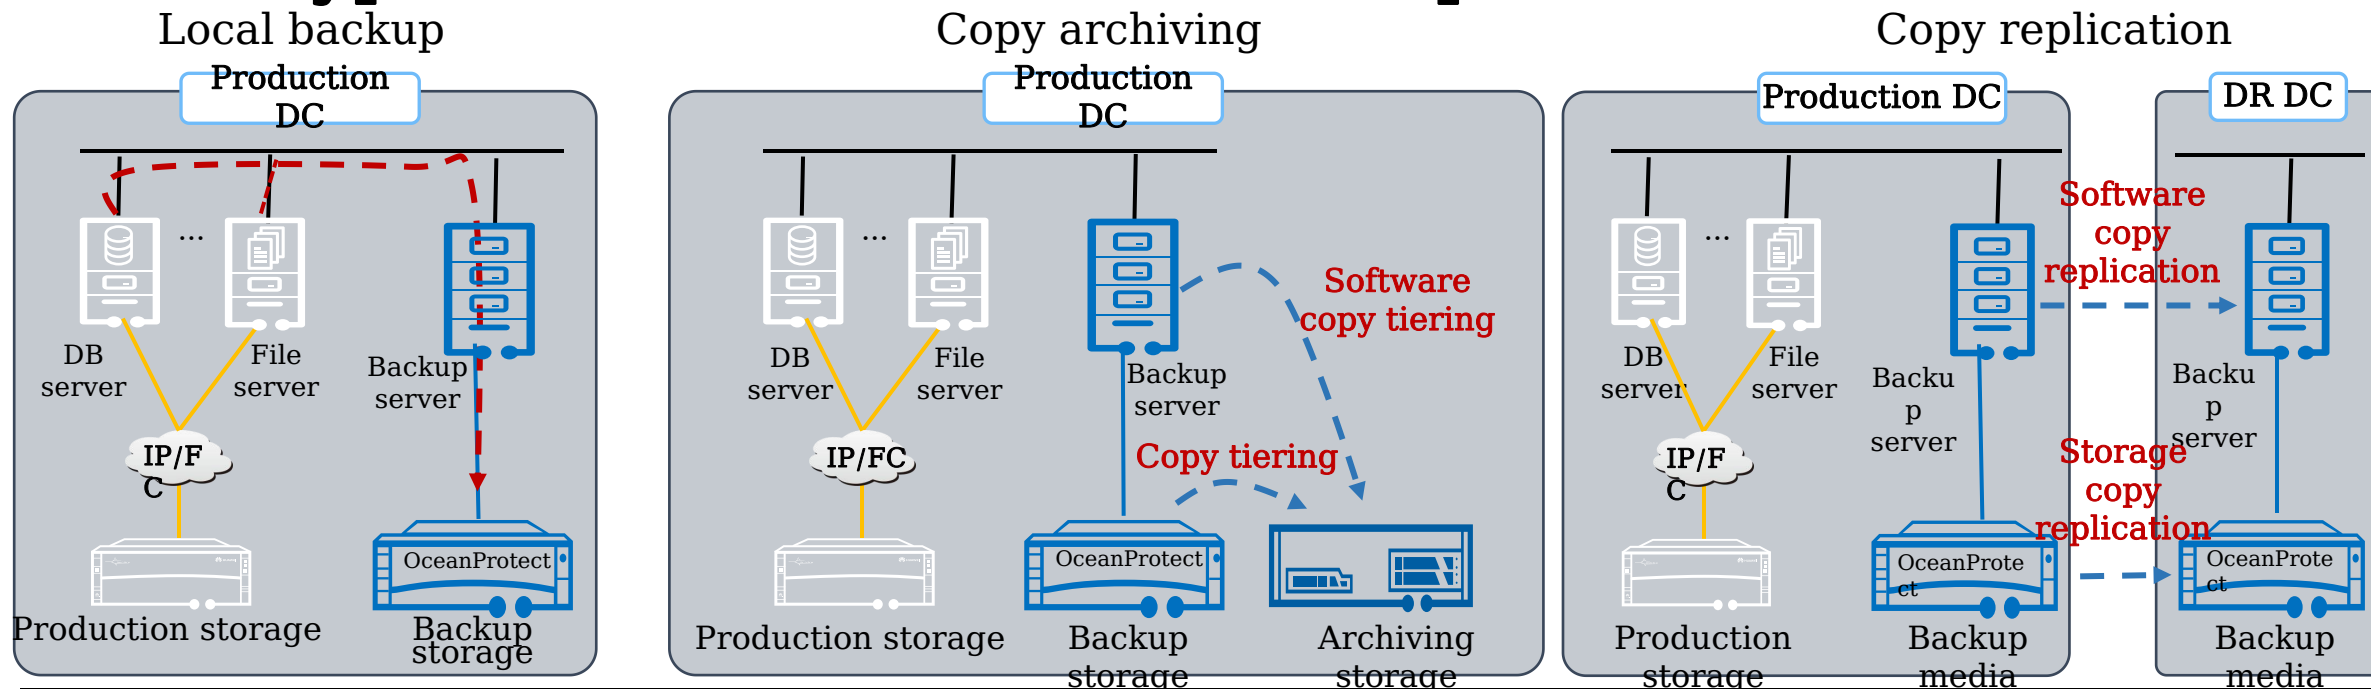 Local backup
Production
DC
...
DB
server
File
server
Backup
server
IP/F
C
OceanProtect
Production storage
Backup
storage
Copy archiving
Production
DC
...
DB
server
File
server
Backup
server
Software
copy tiering
IP/FC
Copy tiering
OceanProtect
Production storage
Backup
storage
Archiving
storage
Copy replication
Production DC
DR DC
...
Software
copy
replication
DB
server
File
server
Backu
p
server
Backu
p
server
IP/F
C
Storage
copy
replication
OceanProte
ct
OceanProte
ct
Production
storage
Backup
media
Backup
media